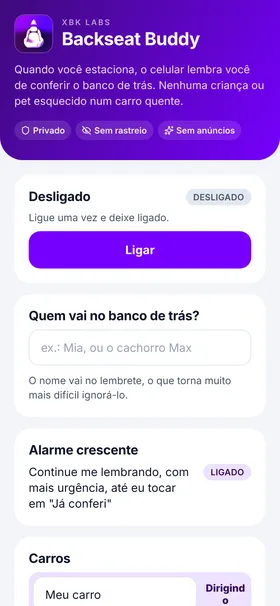 XBK LABS
Backseat Buddy
Quando você estaciona, o celular lembra você
de conferir o banco de trás. Nenhuma criança ou
pet esquecido num carro quente.
Privado
Sem rastreio
Sem anúncios
Desligado
DESLIGADO
Ligue uma vez e deixe ligado.
Ligar
Quem vai no banco de trás?
ex.: Mia, ou o cachorro Max
O nome vai no lembrete, o que torna muito
mais difícil ignorá-lo.
Alarme crescente
Continue me lembrando, com
mais urgência, até eu tocar
em "Já conferi"
LIGADO
Carros
Meu carro
Dirigind
o